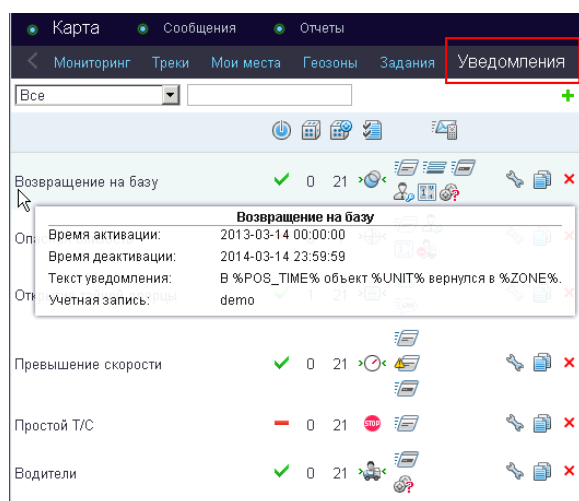 Карта Сообщения Отчеты
Мониторинг Треки Мои места Геозоны Задания Уведомления
Все
Возвращение на базу 0 21
Возвращение на базу
Время активации: 2013-03-14 00:00:00
Время деактивации: 2014-03-14 23:59:59
Текст уведомления: В %POS_TIME% объект %UNIT% вернулся в %ZONE%.
Учетная запись: demo
Превышение скорости 0 21
Простой Т/С 0 21 STOP
Водители 0 21